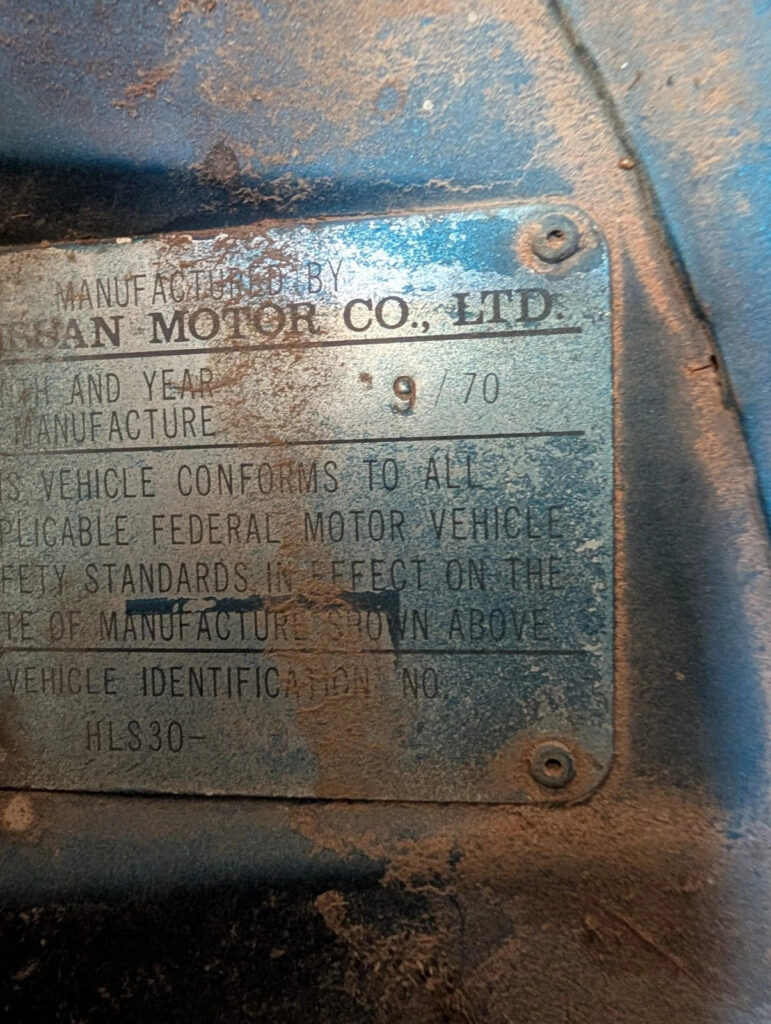 MANUFACTURED BY
MOTOR CO., LTD.
AND YEAR 9/70
MANUFACTURE
VEHICLE CONFORMS TO ALL
FEDERAL MOTOR VEHICLE
STANDARDS IN EFFECT ON THE
OF MANUFACTURE SHOWN ABOVE
VEHICLE IDENTIFICATION NO.
HLS30-